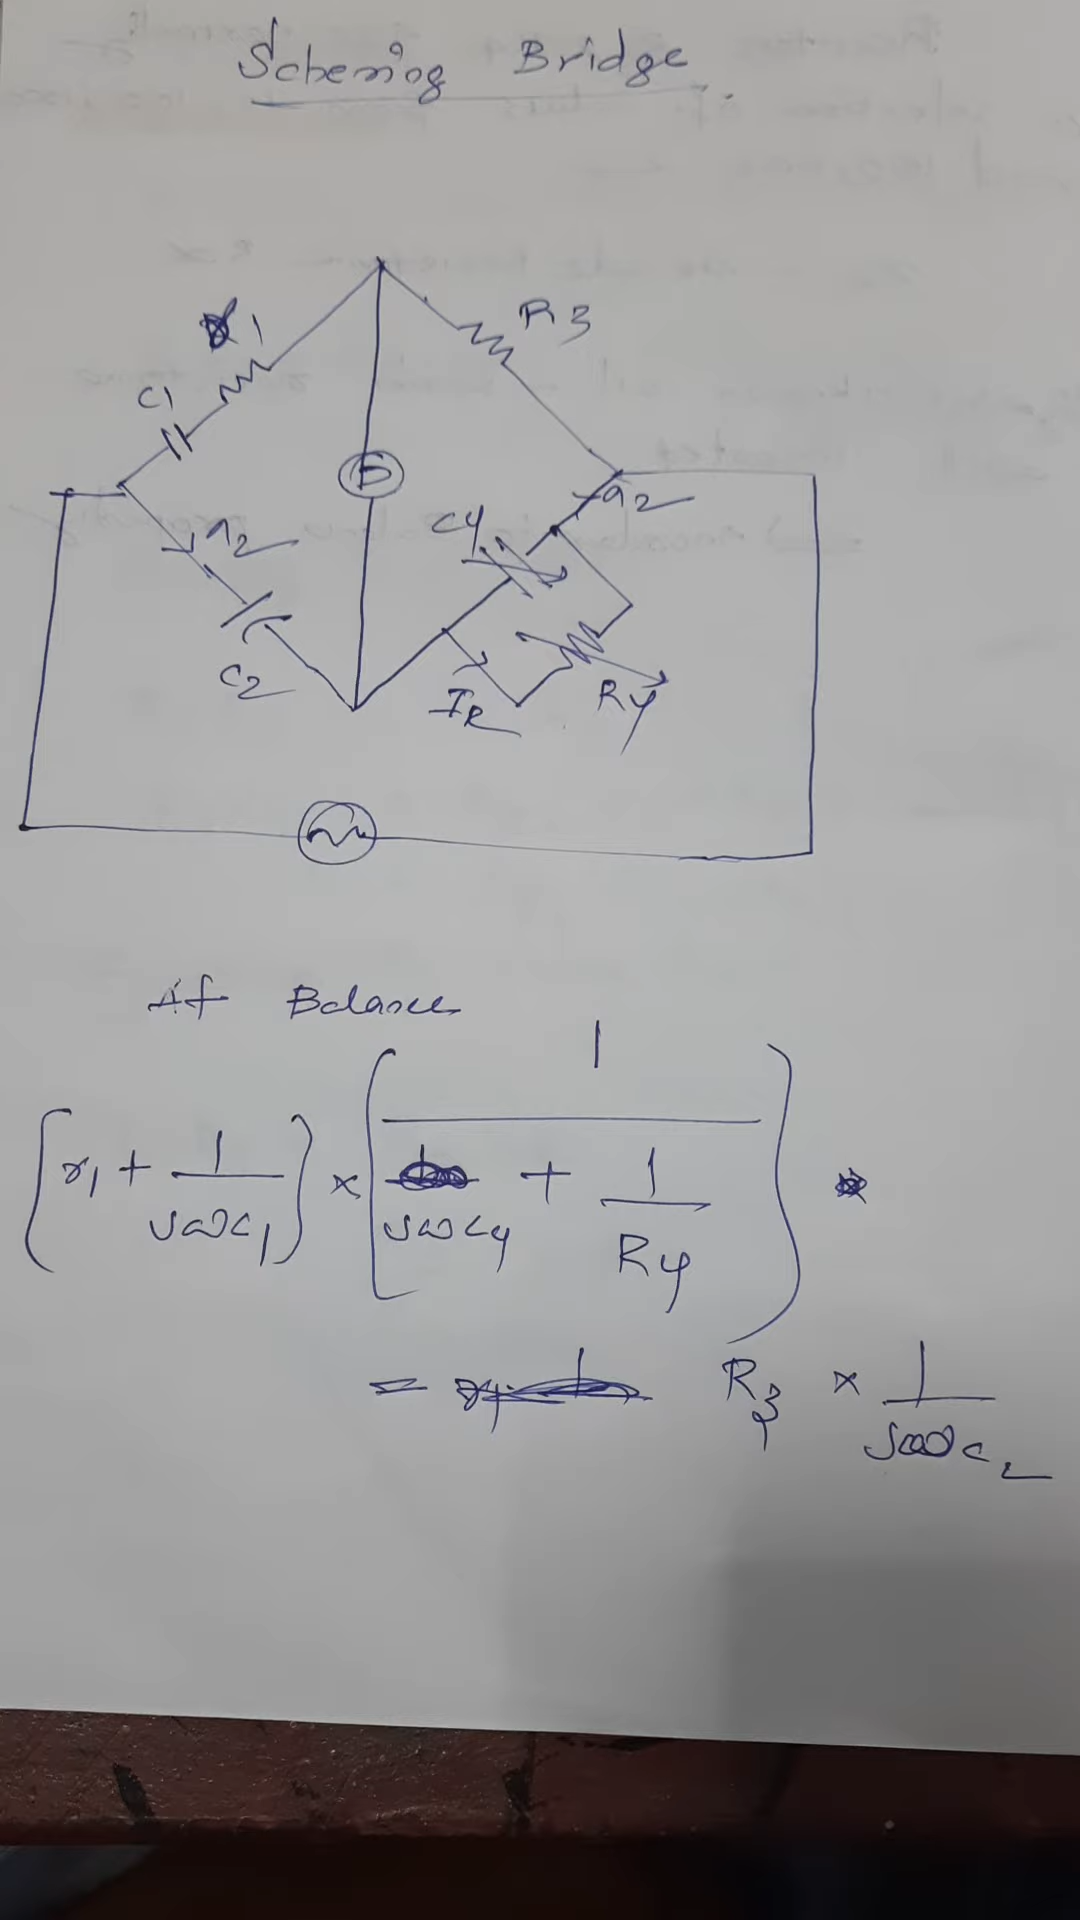 Schering Bridge.
r1
R3
C1
C4
C2
IR
R4
At Balance
[r1 + 1/jωC1] × [1/(jωC4 + 1/R4)]
= R3 × 1/jωC2